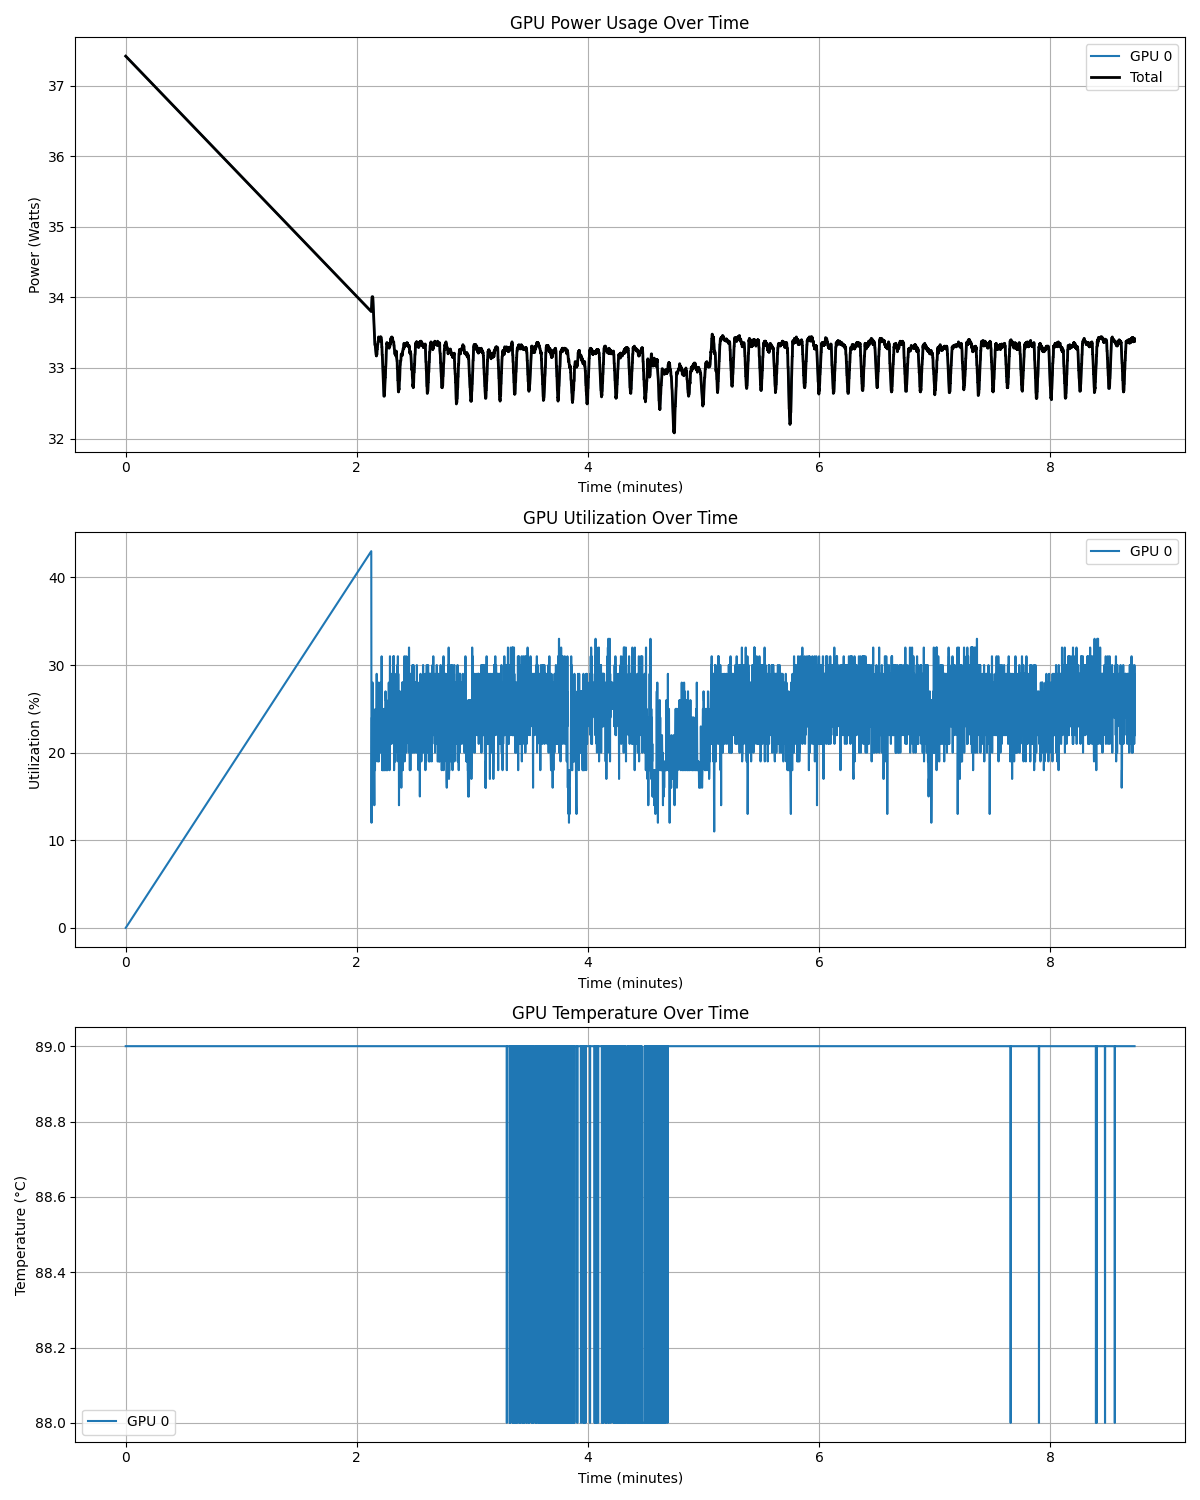 GPU Power Usage Over Time
GPU 0
Total
37
36
35
34
33
32
Power (Watts)
0 2 4 6 8
Time (minutes)
GPU Utilization Over Time
GPU 0
40
30
20
10
0
Utilization (%)
0 2 4 6 8
Time (minutes)
GPU Temperature Over Time
89.0
88.8
88.6
88.4
88.2
88.0
Temperature (°C)
GPU 0
0 2 4 6 8
Time (minutes)